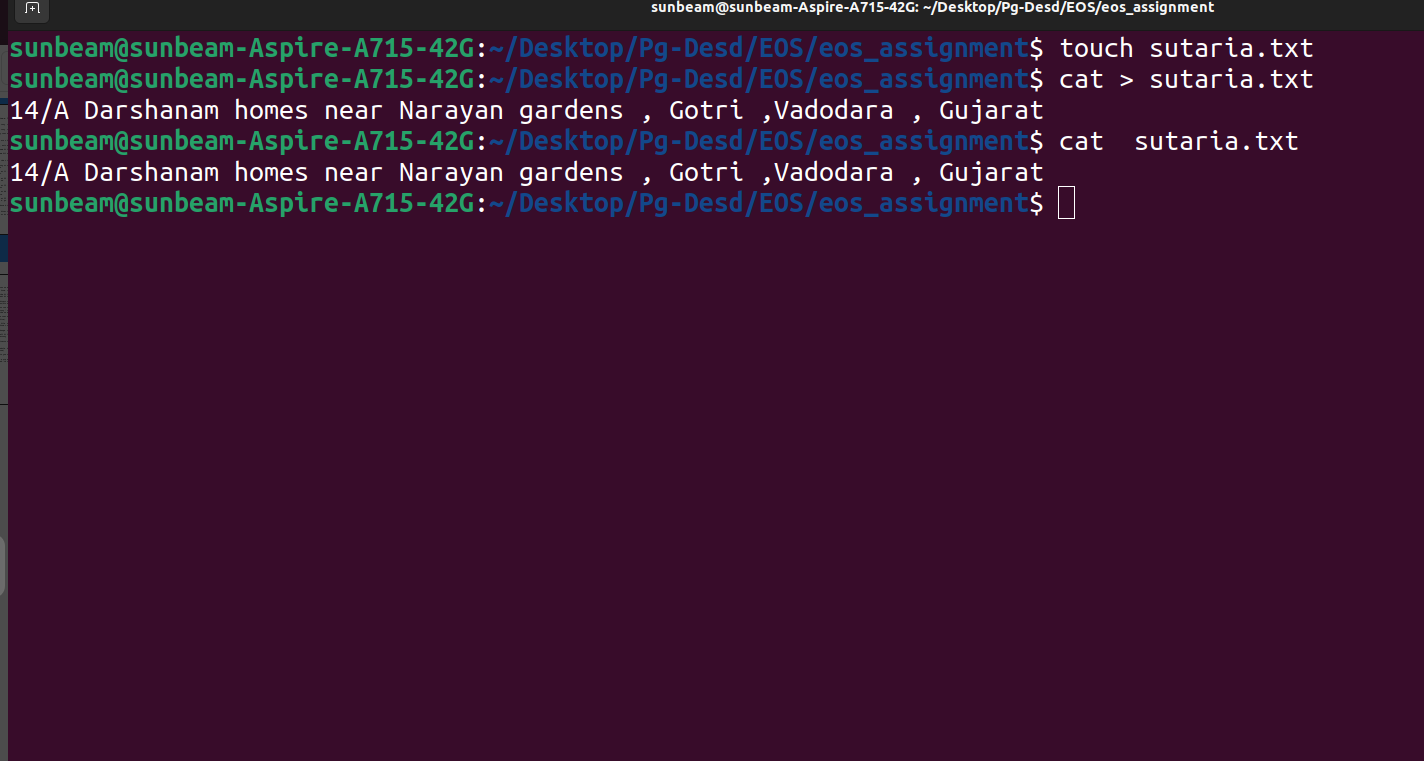 sunbeam@sunbeam-Aspire-A715-42G: ~/Desktop/Pg-Desd/EOS/eos_assignment
sunbeam@sunbeam-Aspire-A715-42G:~/Desktop/Pg-Desd/EOS/eos_assignment$ touch sutaria.txt
sunbeam@sunbeam-Aspire-A715-42G:~/Desktop/Pg-Desd/EOS/eos_assignment$ cat > sutaria.txt
14/A Darshanam homes near Narayan gardens , Gotri ,Vadodara , Gujarat
sunbeam@sunbeam-Aspire-A715-42G:~/Desktop/Pg-Desd/EOS/eos_assignment$ cat  sutaria.txt
14/A Darshanam homes near Narayan gardens , Gotri ,Vadodara , Gujarat
sunbeam@sunbeam-Aspire-A715-42G:~/Desktop/Pg-Desd/EOS/eos_assignment$